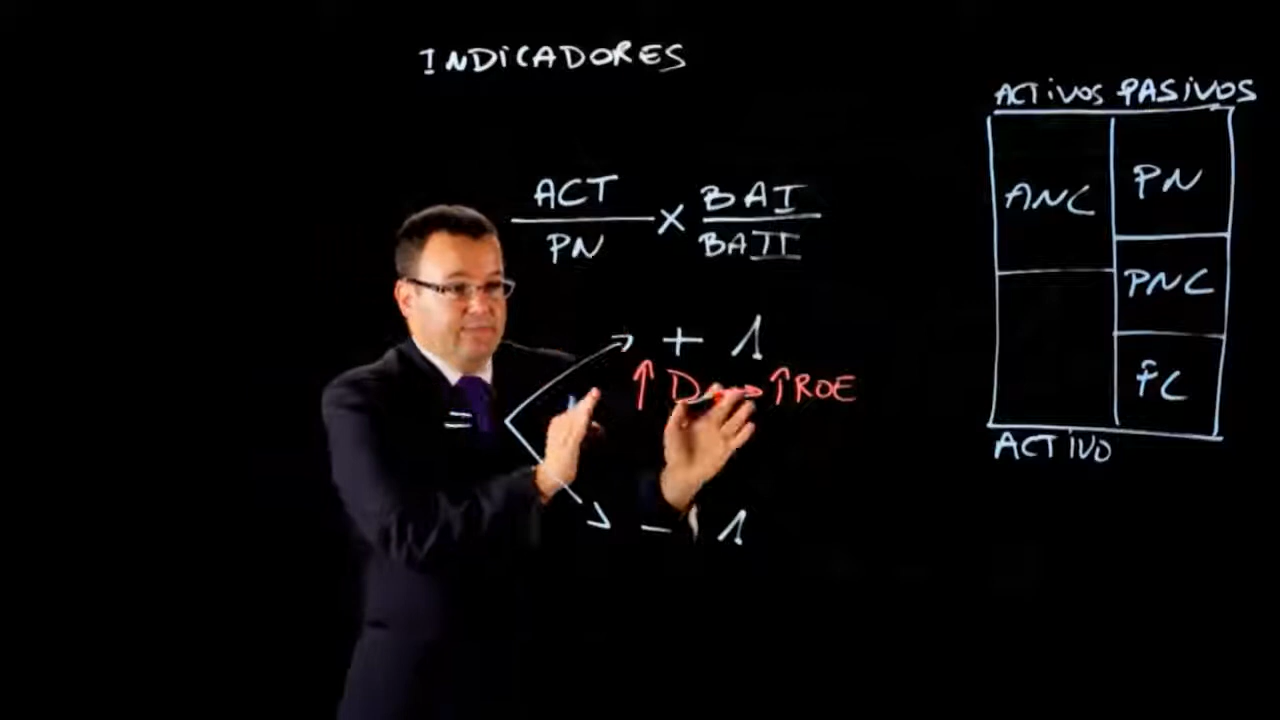 INDICADORES
ACT / PN × BAI / BAII
= + 1
↑ D → ↑ ROE
- 1
ACTIVOS PASIVOS
ANC PN
PNC
PC
ACTIVO